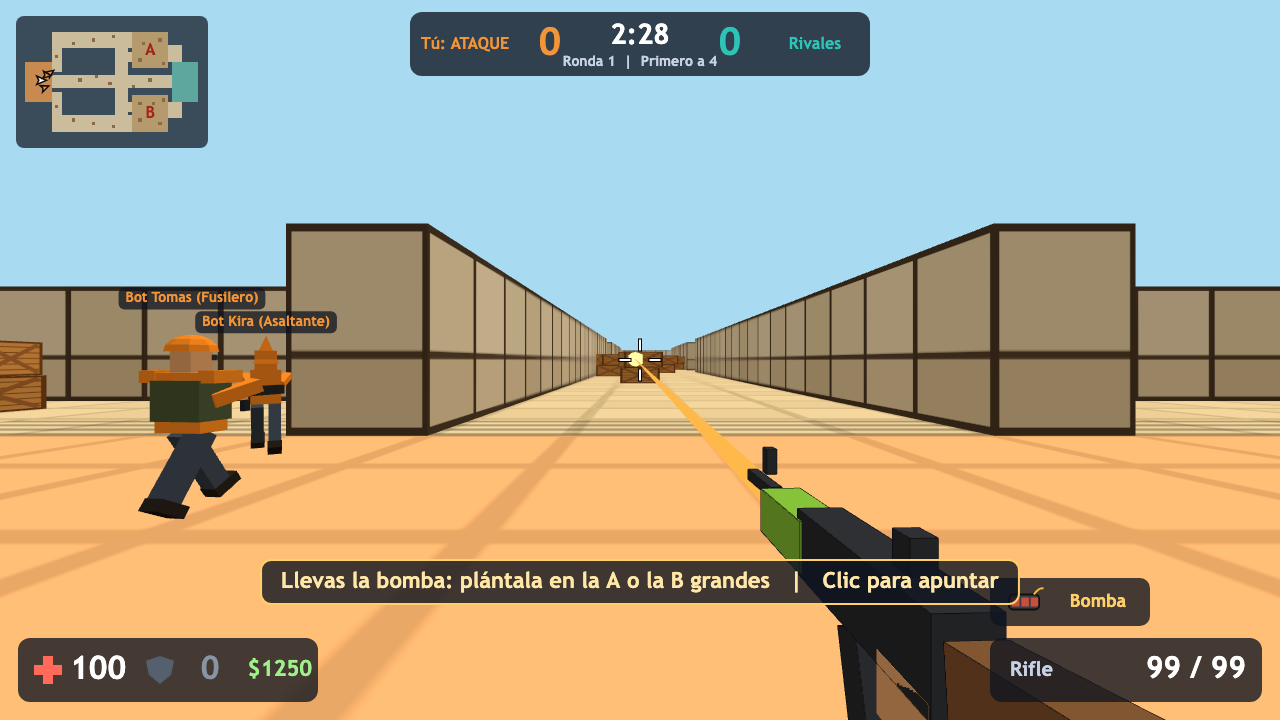 A
B
Tú: ATAQUE
0
2:28
0
Rivales
Ronda 1 | Primero a 4
Bot Tomas (Fusilero)
Bot Kira (Asaltante)
Llevas la bomba: plántala en la A o la B grandes | Clic para apuntar
Bomba
100
0
$1250
Rifle
99 / 99